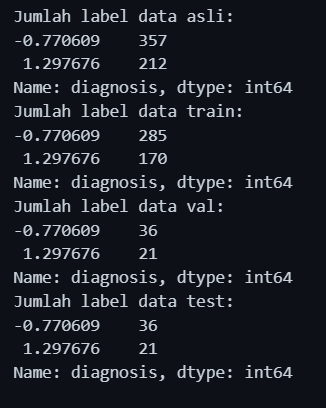 Jumlah label data asli:
-0.770609    357
 1.297676    212
Name: diagnosis, dtype: int64
Jumlah label data train:
-0.770609    285
 1.297676    170
Name: diagnosis, dtype: int64
Jumlah label data val:
-0.770609    36
 1.297676    21
Name: diagnosis, dtype: int64
Jumlah label data test:
-0.770609    36
 1.297676    21
Name: diagnosis, dtype: int64